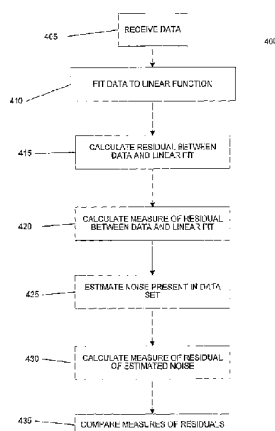 405
RECEIVE DATA
400
410
FIT DATA TO LINEAR FUNCTION
415
CALCULATE RESIDUAL BETWEEN
DATA AND LINEAR FIT
420
CALCULATE MEASURE OF RESIDUAL
BETWEEN DATA AND LINEAR FIT
425
ESTIMATE NOISE PRESENT IN DATA
SET
430
CALCULATE MEASURE OF RESIDUAL
OF ESTIMATED NOISE
435
COMPARE MEASURES OF RESIDUALS